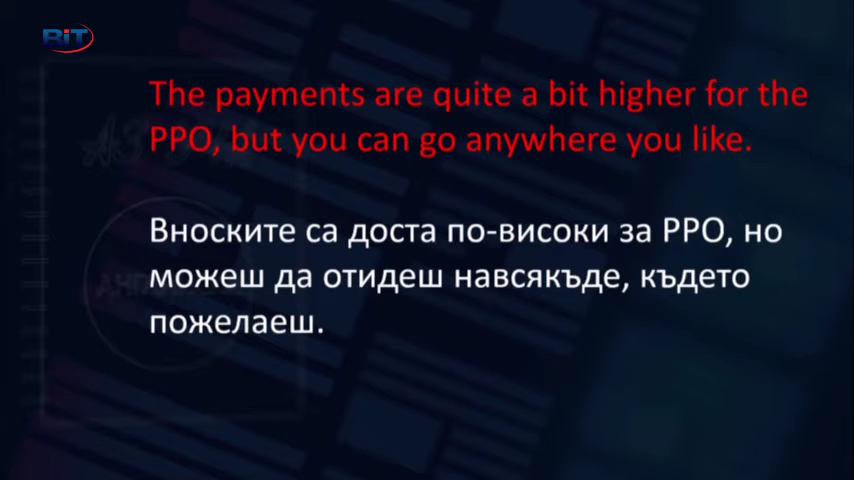 BiT
The payments are quite a bit higher for the
PPO, but you can go anywhere you like.
Вноските са доста по-високи за PPO, но
можеш да отидеш навсякъде, където
пожелаеш.